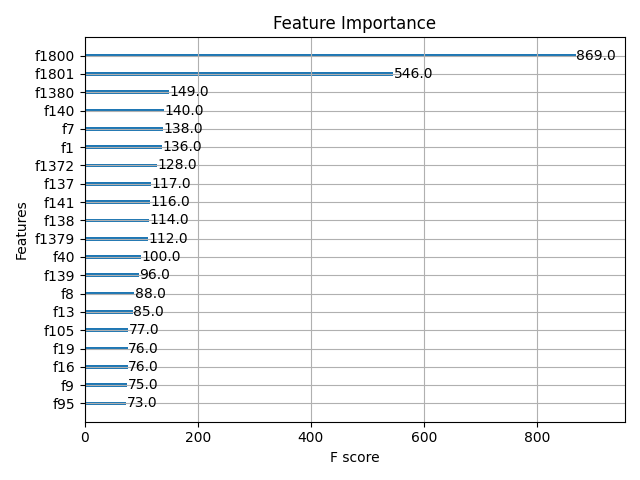 Feature Importance
f1800 869.0
f1801 546.0
f1380 149.0
f140 140.0
f7 138.0
f1 136.0
f1372 128.0
f137 117.0
f141 116.0
f138 114.0
f1379 112.0
f40 100.0
f139 96.0
f8 88.0
f13 85.0
f105 77.0
f19 76.0
f16 76.0
f9 75.0
f95 73.0
Features
0 200 400 600 800
F score